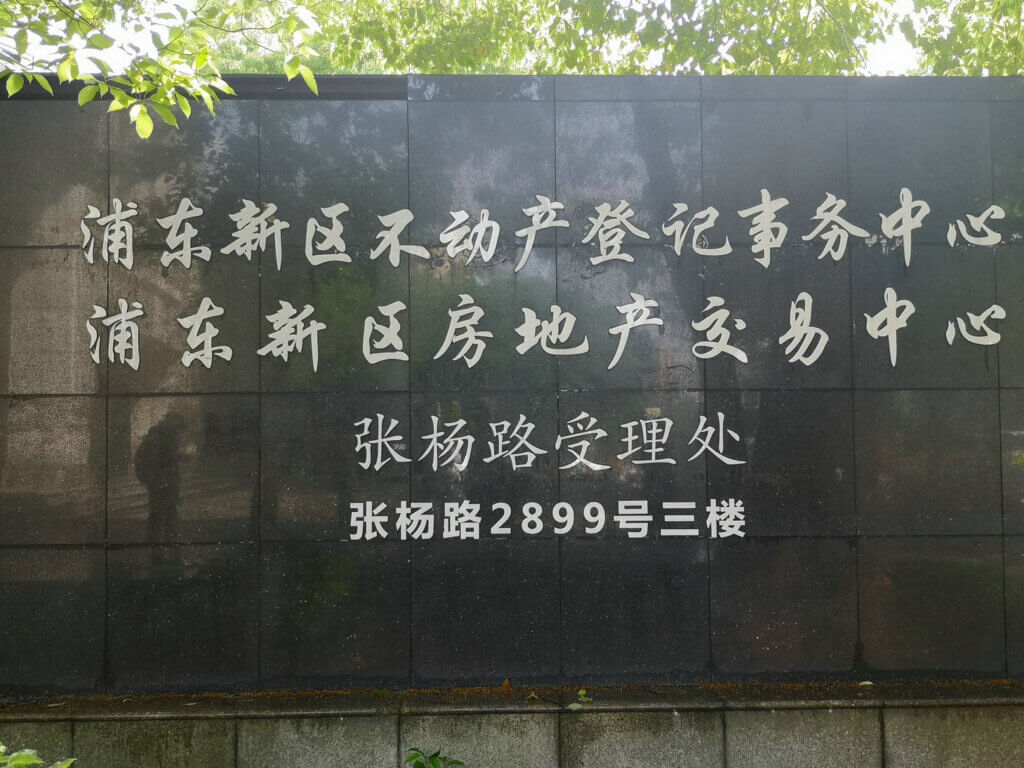 浦东新区不动产登记事务中心
浦东新区房地产交易中心
张杨路受理处
张杨路2899号三楼